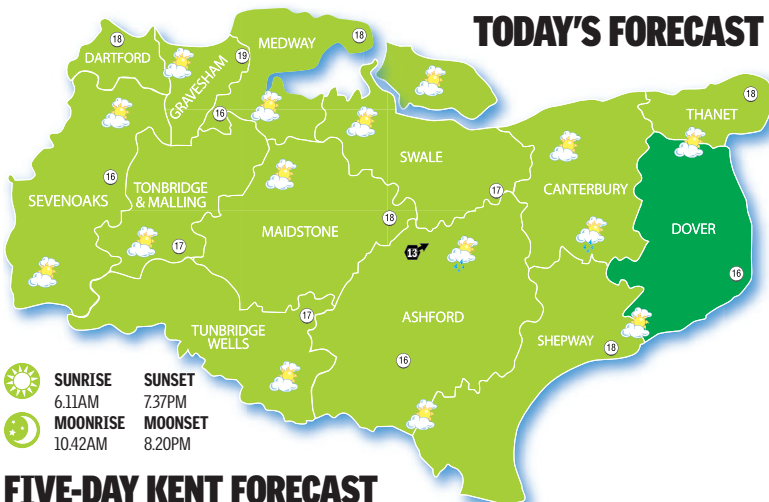 TODAY'S FORECAST
18
DARTFORD
GRAVESHAM
19
MEDWAY
18
16
18
THANET
16
SEVENOAKS
TONBRIDGE
& MALLING
17
SWALE
17
CANTERBURY
MAIDSTONE
18
13
DOVER
16
TUNBRIDGE
WELLS
17
ASHFORD
16
SHEPWAY
18
SUNRISE SUNSET
6.11AM 7.37PM
MOONRISE MOONSET
10.42AM 8.20PM
FIVE-DAY KENT FORECAST